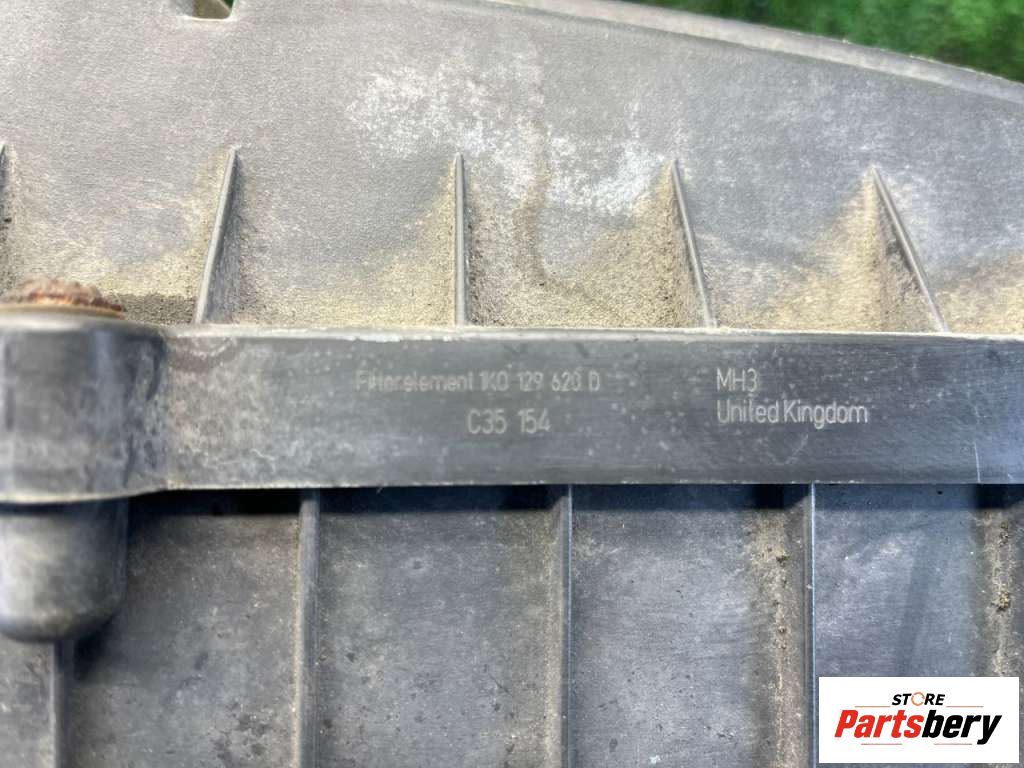 Filterelement 1K0 129 620 D
C35 154
MH3
United Kingdom
STORE
Partsbery